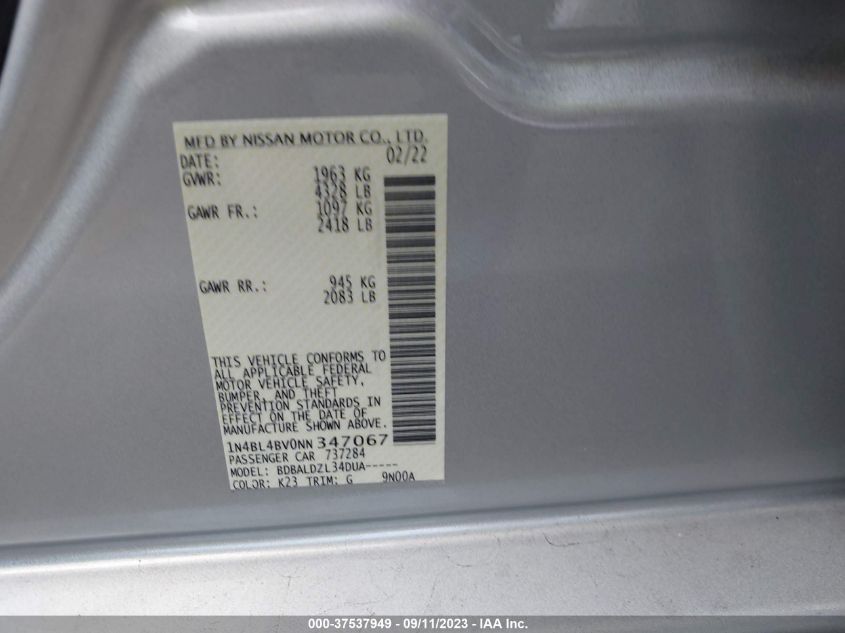 MFD BY NISSAN MOTOR CO., LTD.
DATE: 02/22
GVWR: 1963 KG
4328 LB
GAWR FR.: 1097 KG
2418 LB
GAWR RR.: 945 KG
2083 LB
THIS VEHICLE CONFORMS TO
ALL APPLICABLE FEDERAL
MOTOR VEHICLE SAFETY,
BUMPER, AND THEFT
PREVENTION STANDARDS IN
EFFECT ON THE DATE OF
MANUFACTURE SHOWN ABOVE.
1N4BL4BV0NN347067
PASSENGER CAR 737284
MODEL: BDBALDZL34DUA-----
COLOR: K23 TRIM: G 9N00A
000-37537949 - 09/11/2023 - IAA Inc.